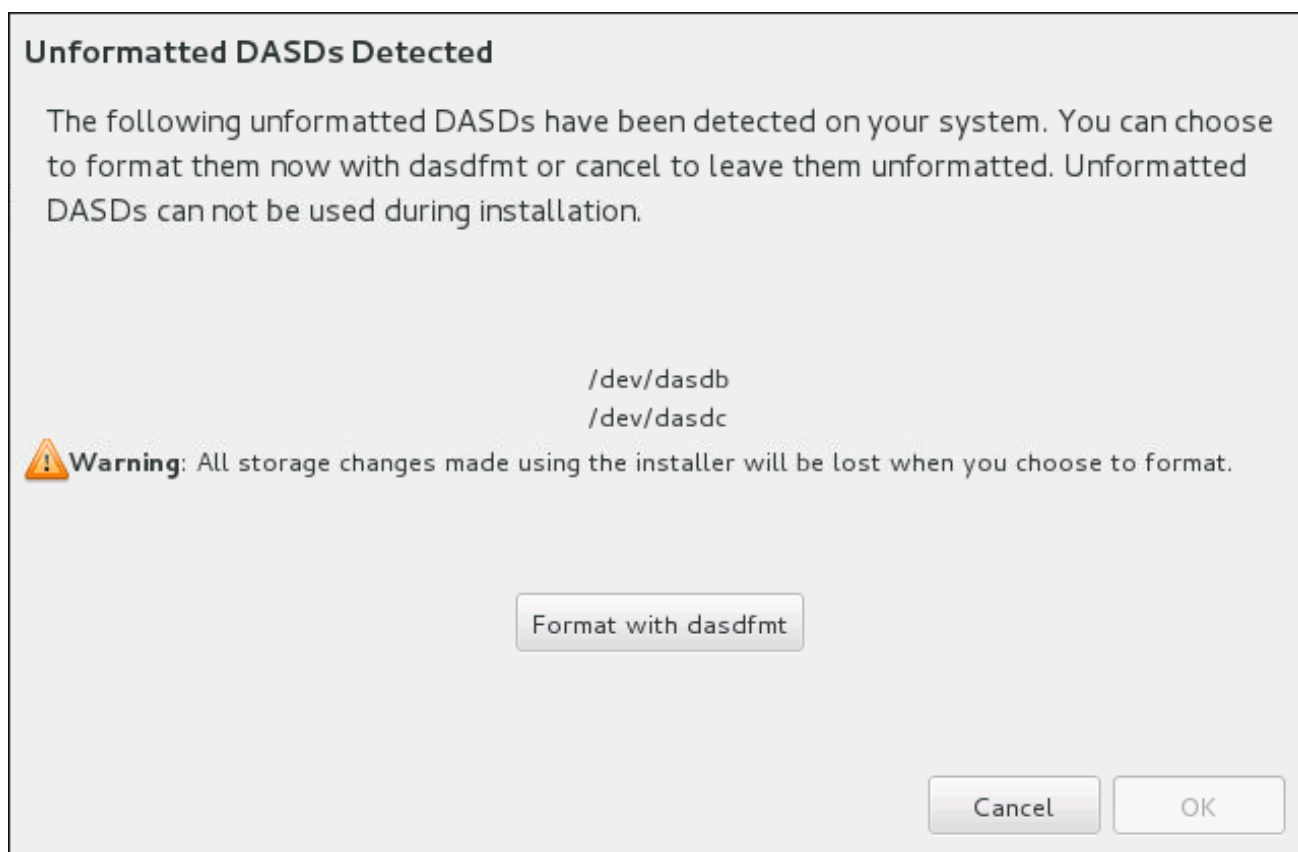 Unformatted DASDs Detected
The following unformatted DASDs have been detected on your system. You can choose
to format them now with dasdfmt or cancel to leave them unformatted. Unformatted
DASDs can not be used during installation.
/dev/dasdb
/dev/dasdc
Warning: All storage changes made using the installer will be lost when you choose to format.
Format with dasdfmt
Cancel
OK